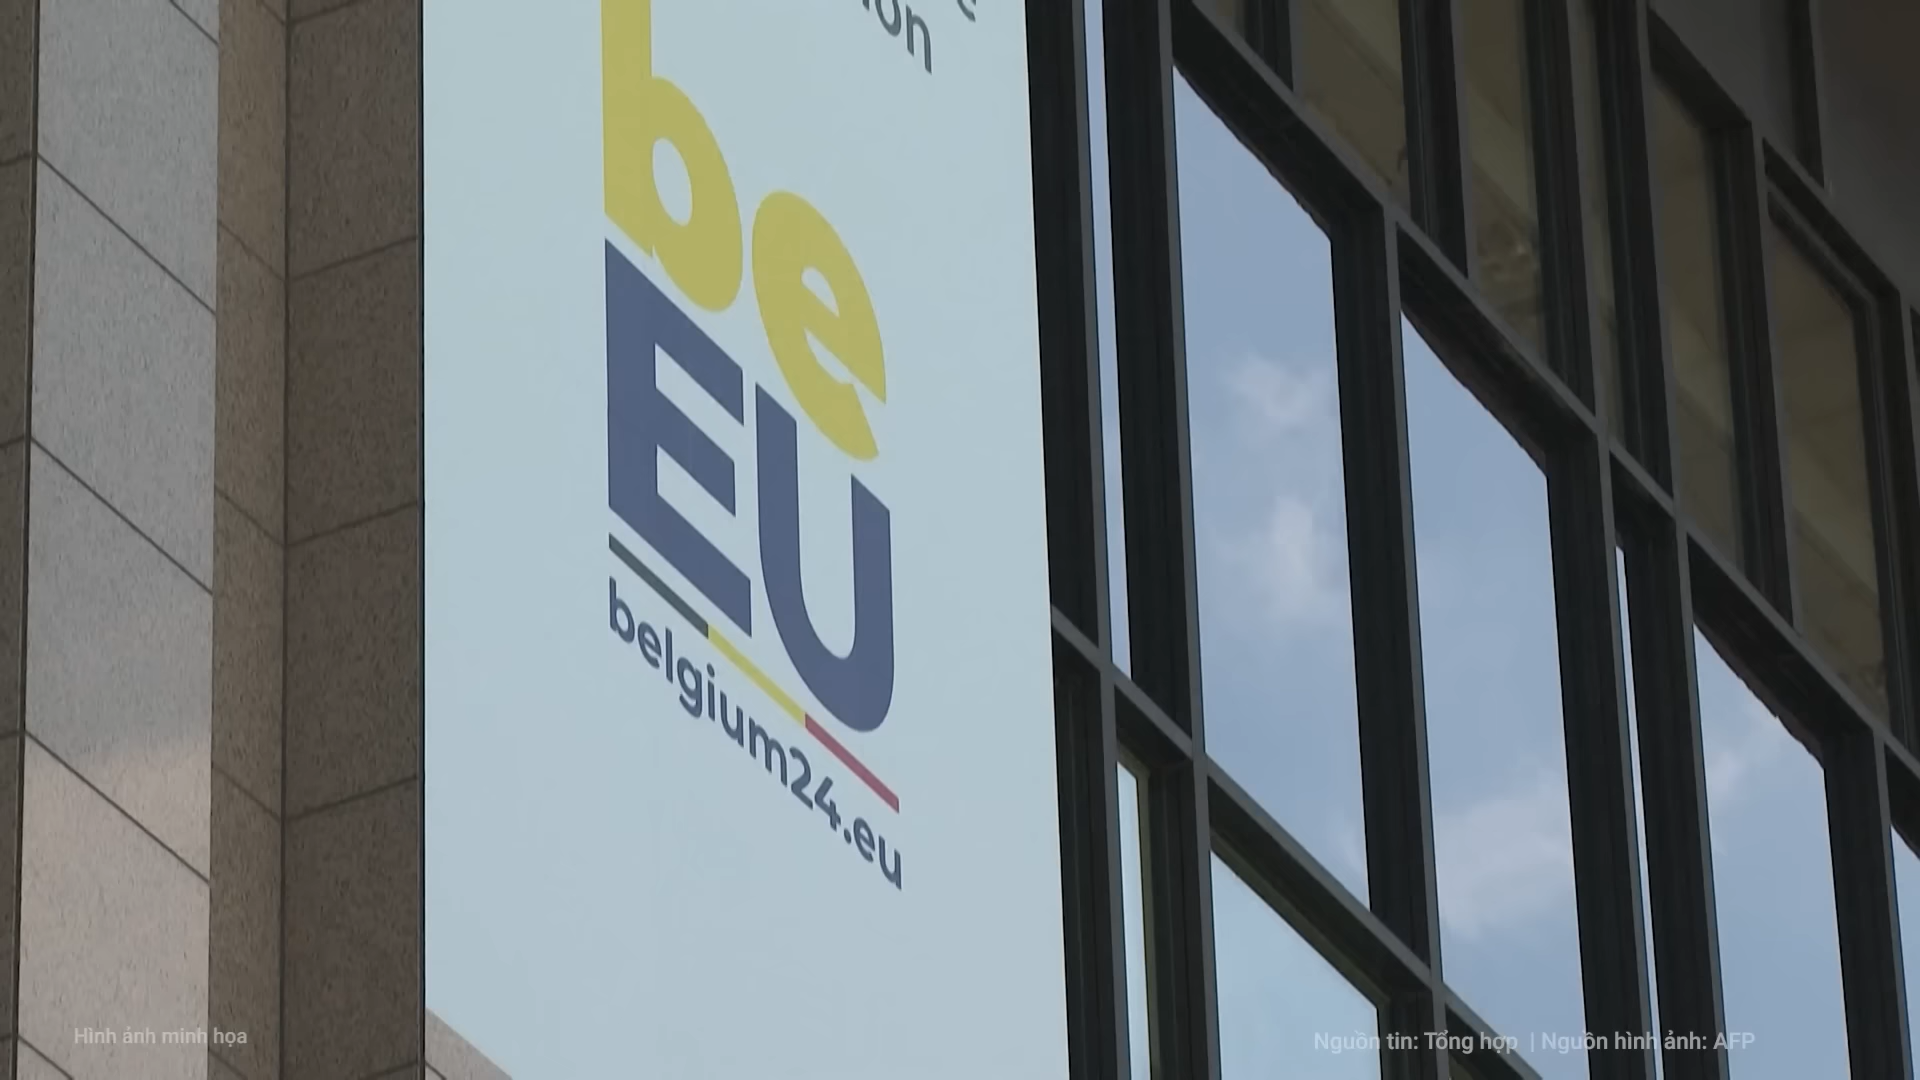 be
EU
belgium24.eu
Hình ảnh minh họa
Nguồn tin: Tổng hợp | Nguồn hình ảnh: AFP